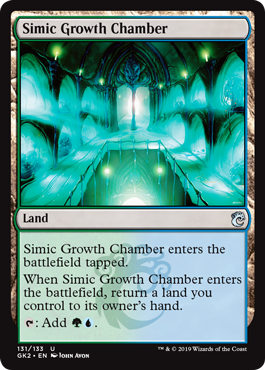 Simic Growth Chamber
Land
Simic Growth Chamber enters the
battlefield tapped.
When Simic Growth Chamber enters
the battlefield, return a land you
control to its owner's hand.
: Add .
131/133 U
GK2 • EN John Avon
™ & © 2019 Wizards of the Coast